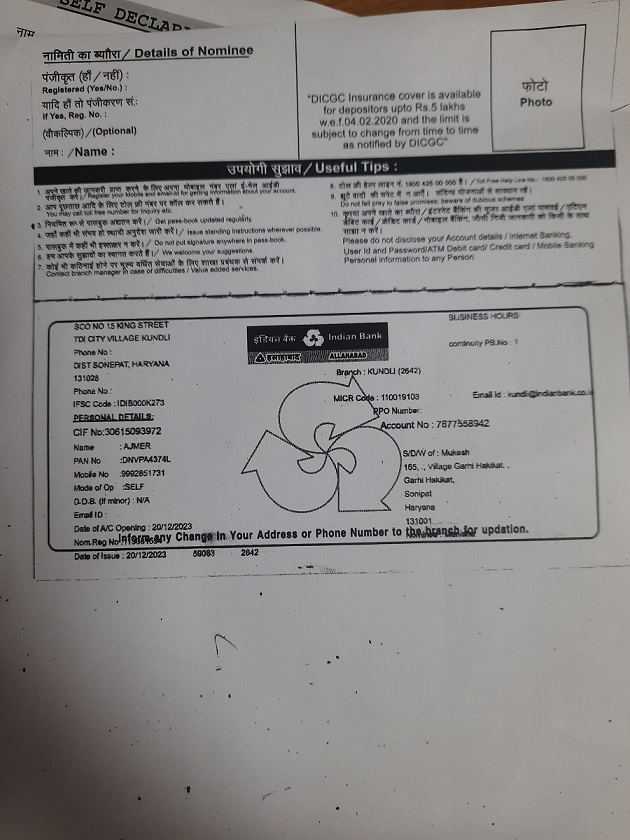 SELF DECLAR
नाम
नामिती का ब्यौरा / Details of Nominee
पंजीकृत (हाँ / नहीं) :
Registered (Yes/No.) :
यदि हाँ तो पंजीकरण सं.:
If Yes, Reg. No. :
(वैकल्पिक)/(Optional)
नाम : /Name :
"DICGC Insurance cover is available
for depositors upto Rs.5 lakhs
w.e.f.04.02.2020 and the limit is
subject to change from time to time
as notified by DICGC"
फोटो
Photo
उपयोगी सुझाव / Useful Tips :
1. अपने खाते की जानकारी प्राप्त करने के लिए अपना मोबाइल नंबर एवं ई-मेल आईडी
पंजीकृत करें।/ Register your Mobile and email-id for getting information about your account.
2. आप पूछताछ आदि के लिए टोल फ्री नंबर पर कॉल कर सकते हैं।
You may call toll free number for inquiry etc.
3. नियमित रूप से पासबुक अद्यतन करें।/ Get pass-book updated regularly.
4. जहाँ कहीं भी संभव हो स्थायी अनुदेश जारी करें।/ Issue standing instructions wherever possible.
5. पासबुक में कहीं भी हस्ताक्षर न करें।/ Do not put signature anywhere in pass-book.
6. हम आपके सुझावों का स्वागत करते हैं।/ We welcome your suggestions.
7. कोई भी कठिनाई होने पर मूल्य वर्धित सेवाओं के लिए शाखा प्रबंधक से संपर्क करें।
Contact branch manager in case of difficulties / Value added services.
8. टोल फ्री हेल्प लाइन नं. 1800 425 00 000 है। / Toll Free Help Line No. 1800 425 00 000
9. झूठे वादों की चपेट में न आएं। संदिग्ध योजनाओं से सावधान रहें।
Do not fall prey to false promises; beware of dubious schemes
10. कृपया अपने खाते का ब्यौरा / इंटरनेट बैंकिंग की यूजर आईडी एवं पासवर्ड / एटीएम
डेबिट कार्ड / क्रेडिट कार्ड / मोबाइल बैंकिंग, जैसी निजी जानकारी को किसी के साथ
साझा न करें।
Please do not disclose your Account details / Internet Banking,
User Id and Password/ATM Debit card/ Credit card / Mobile Banking
Personal information to any Person
SCO NO 15 KING STREET
TDI CITY VILLAGE KUNDLI
Phone No :
DIST SONEPAT, HARYANA
131028
Phone No :
IFSC Code : IDIB000K273
PERSONAL DETAILS:
CIF No:30615093972
Name : AJMER
PAN No :DNVPA4374L
Mobile No :9992851731
Mode of Op :SELF
D.O.B. (If minor) : N/A
Email ID :
Date of A/C Opening : 20/12/2023
Nom.Reg No
इंडियन बैंक Indian Bank
इलाहाबाद ALLAHABAD
Branch : KUNDLI (2642)
MICR Code : 110019103
PPO Number:
Account No : 7677558942
BUSINESS HOURS
continuity PB.No : 1
Email Id : kundli@indianbank.co.in
S/D/W of : Mukesh
165, ., Village Garhi Hakikat, .
Garhi Hakikat,
Sonipat
Haryana
131001
Inform any Change in Your Address or Phone Number to the branch for updation.
Date of Issue : 20/12/2023 59083 2642